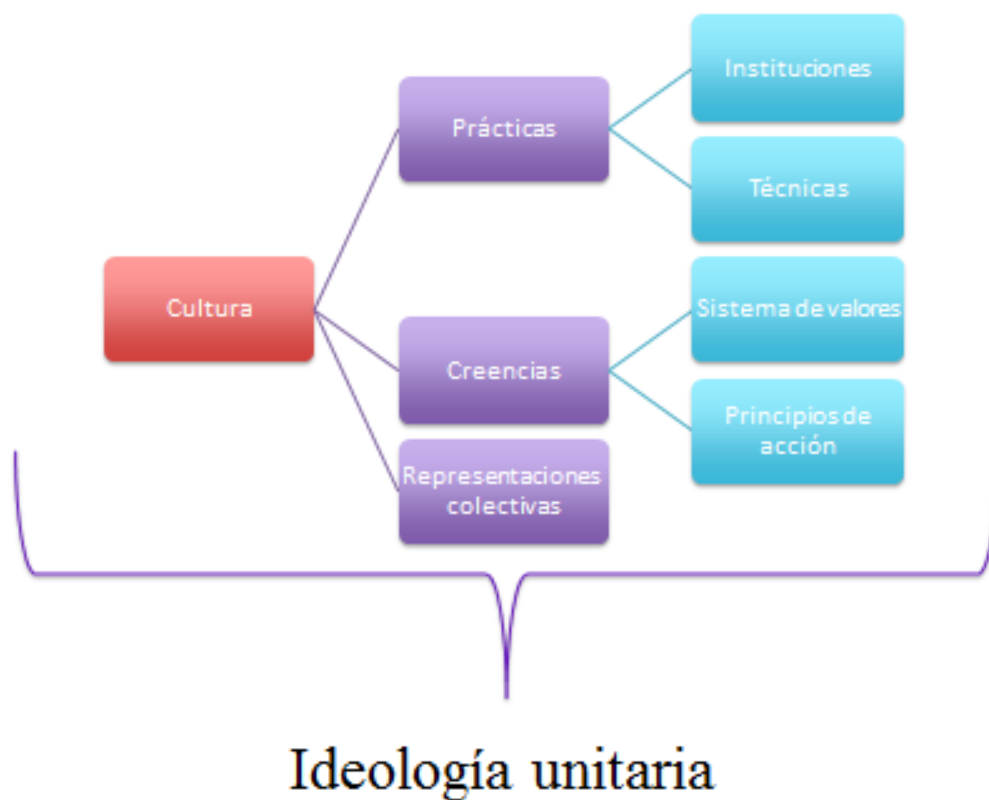 Cultura
Prácticas
Instituciones
Técnicas
Creencias
Sistema de valores
Principios de
acción
Representaciones
colectivas
Ideología unitaria